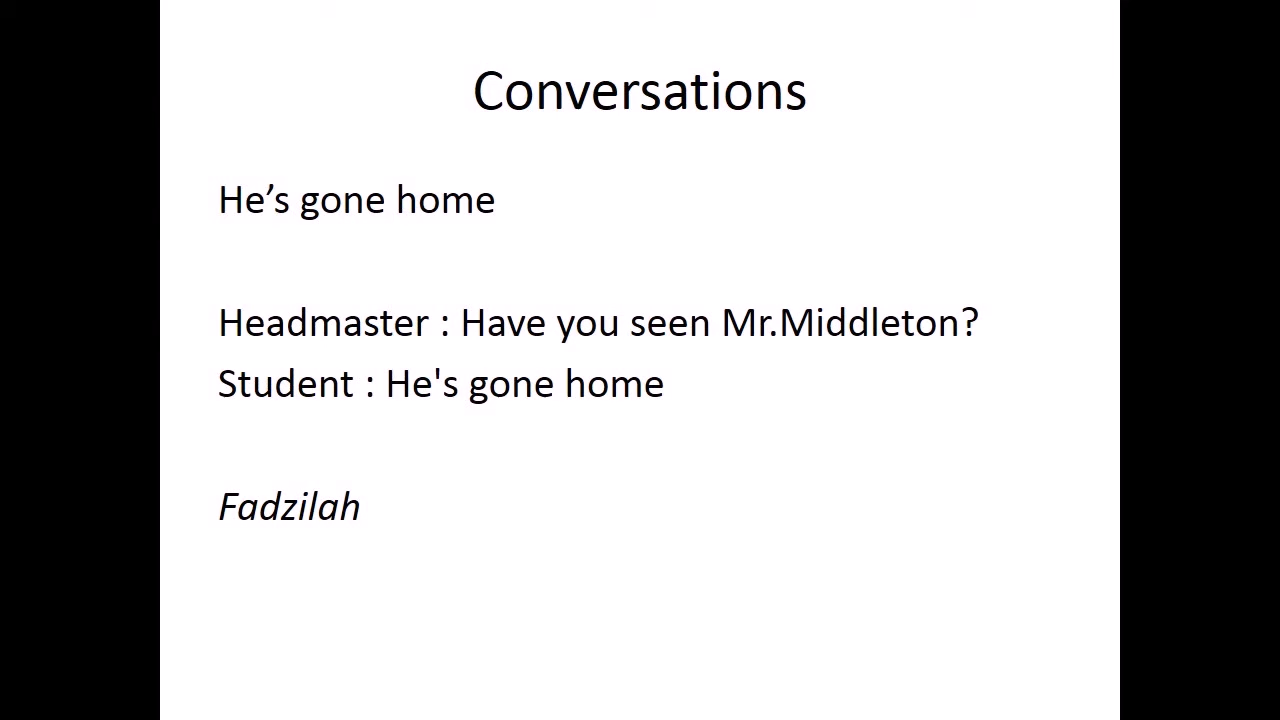 Conversations
He’s gone home
Headmaster : Have you seen Mr.Middleton?
Student : He's gone home
Fadzilah